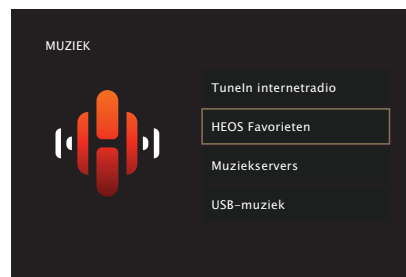 MUZIEK
TuneIn internetradio
HEOS Favorieten
Muziekservers
USB-muziek